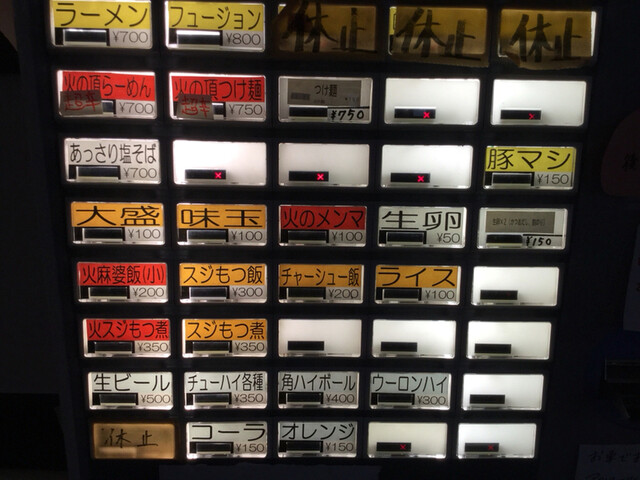 ラーメン ¥700
フュージョン ¥800
休止
休止
休止
火の頂らーめん 超辛 ¥700
火の頂つけ麺 超辛 ¥750
つけ麺 ¥750
あっさり塩そば ¥700
豚マシ ¥150
大盛 ¥100
味玉 ¥100
火のメンマ ¥100
生卵 ¥50
¥150
火麻婆飯(小) ¥200
スジもつ飯 ¥300
チャーシュー飯 ¥200
ライス ¥100
火スジもつ煮 ¥350
スジもつ煮 ¥350
生ビール ¥500
チューハイ各種 ¥350
角ハイボール ¥400
ウーロンハイ ¥300
休止
コーラ ¥150
オレンジ ¥150